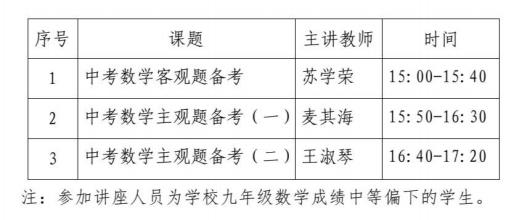 序号 课题 主讲教师 时间
1 中考数学客观题备考 苏学荣 15:00-15:40
2 中考数学主观题备考(一) 麦其海 15:50-16:30
3 中考数学主观题备考(二) 王淑琴 16:40-17:20
注：参加讲座人员为学校九年级数学成绩中等偏下的学生。